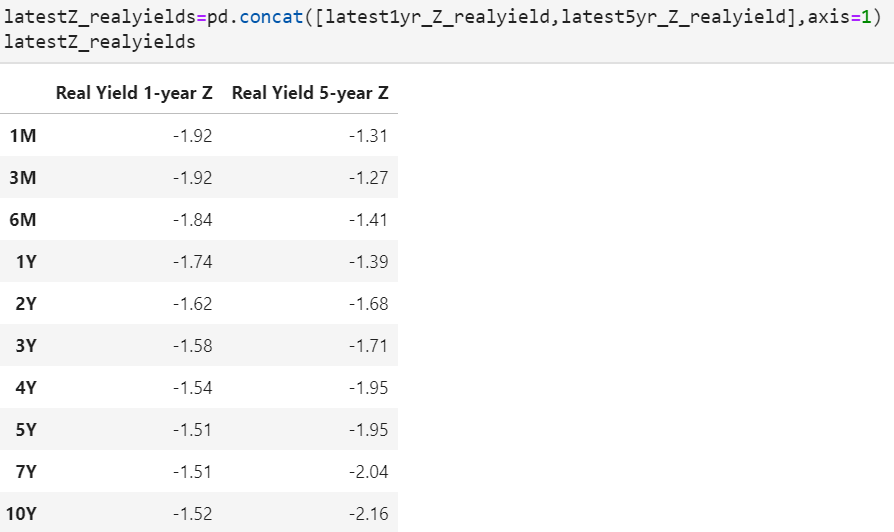 latestZ_realyields=pd.concat([latest1yr_Z_realyield,latest5yr_Z_realyield],axis=1)
latestZ_realyields
Real Yield 1-year Z Real Yield 5-year Z
1M -1.92 -1.31
3M -1.92 -1.27
6M -1.84 -1.41
1Y -1.74 -1.39
2Y -1.62 -1.68
3Y -1.58 -1.71
4Y -1.54 -1.95
5Y -1.51 -1.95
7Y -1.51 -2.04
10Y -1.52 -2.16